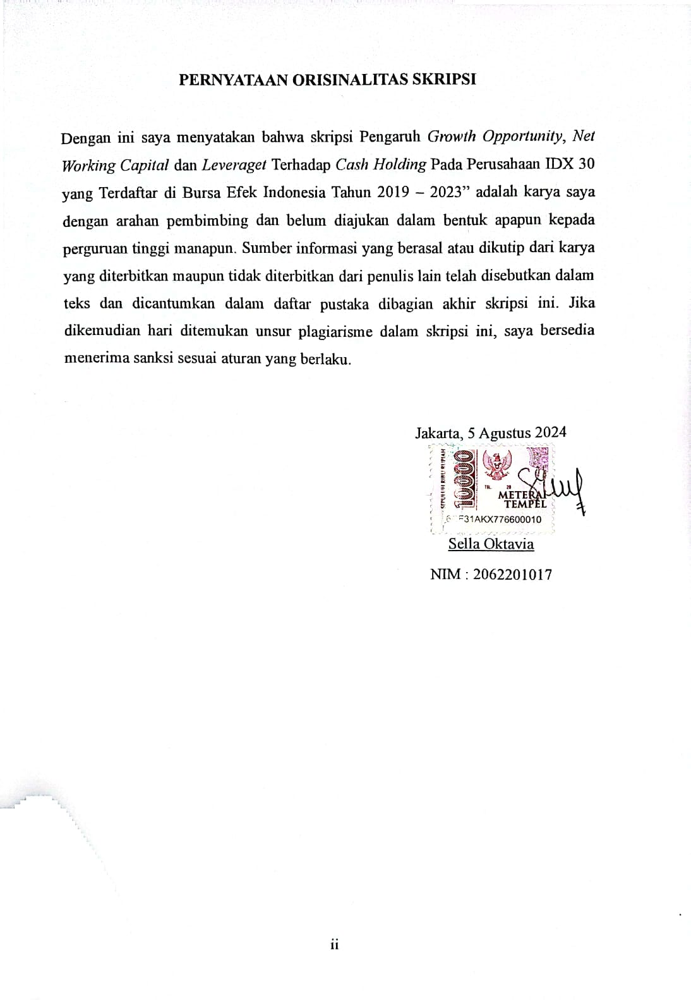 PERNYATAAN ORISINALITAS SKRIPSI
Dengan ini saya menyatakan bahwa skripsi Pengaruh Growth Opportunity, Net
Working Capital dan Leveraget Terhadap Cash Holding Pada Perusahaan IDX 30
yang Terdaftar di Bursa Efek Indonesia Tahun 2019 – 2023” adalah karya saya
dengan arahan pembimbing dan belum diajukan dalam bentuk apapun kepada
perguruan tinggi manapun. Sumber informasi yang berasal atau dikutip dari karya
yang diterbitkan maupun tidak diterbitkan dari penulis lain telah disebutkan dalam
teks dan dicantumkan dalam daftar pustaka dibagian akhir skripsi ini. Jika
dikemudian hari ditemukan unsur plagiarisme dalam skripsi ini, saya bersedia
menerima sanksi sesuai aturan yang berlaku.
Jakarta, 5 Agustus 2024
SEPULUH RIBU RUPIAH
10000
TGL. 20
METERAI
TEMPEL
F31AKX776600010
Sella Oktavia
NIM : 2062201017
ii